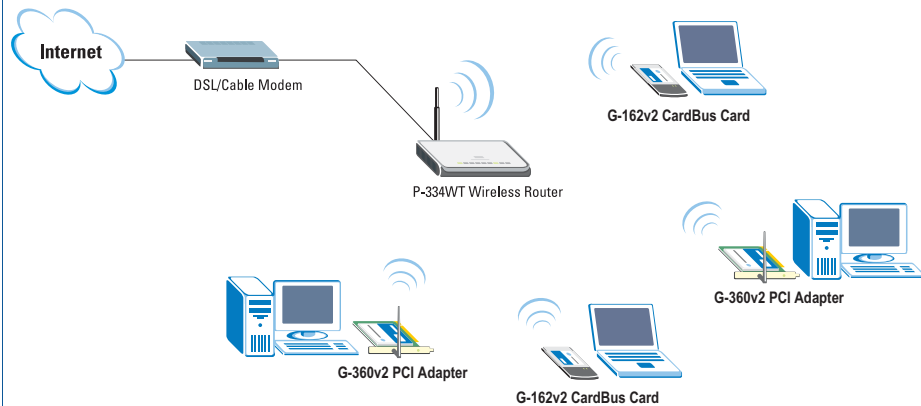 Internet
DSL/Cable Modem
P-334WT Wireless Router
G-162v2 CardBus Card
G-360v2 PCI Adapter
G-360v2 PCI Adapter
G-162v2 CardBus Card